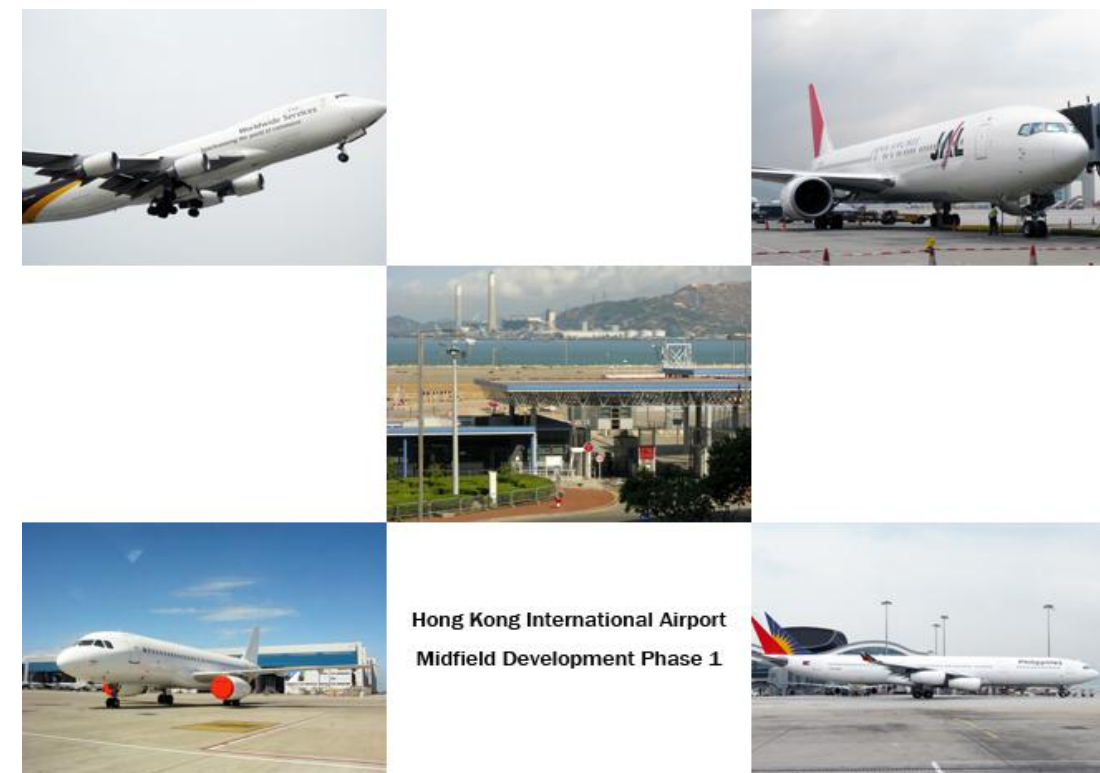 Worldwide Services
JAL
Hong Kong International Airport
Midfield Development Phase 1
Philippines